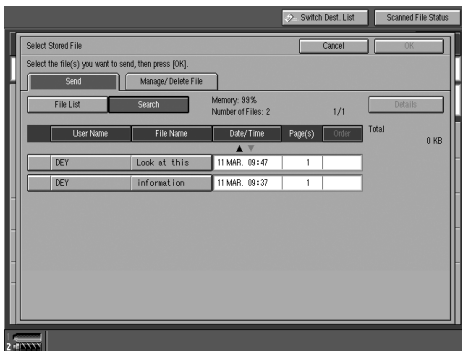 Switch Dest. List Scanned File Status
Select Stored File Cancel OK
Select the file(s) you want to send, then press [OK].
Send Manage/ Delete File
File List Search Memory: 99% Details
Number of Files: 2 1/1
User Name File Name Date/Time Page(s) Order Total
0 KB
▲ ▼
DEY Look at this 11 MAR. 09:47 1
DEY information 11 MAR. 09:37 1
2